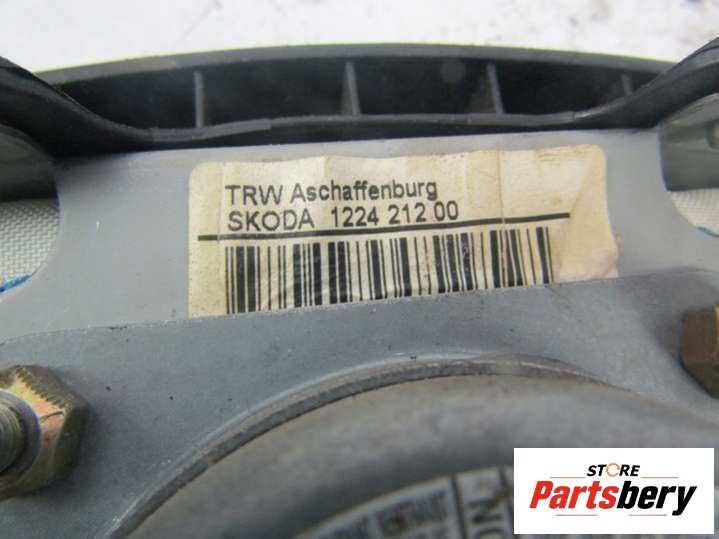 TRW Aschaffenburg
SKODA 1224 212 00
STORE
Partsbery